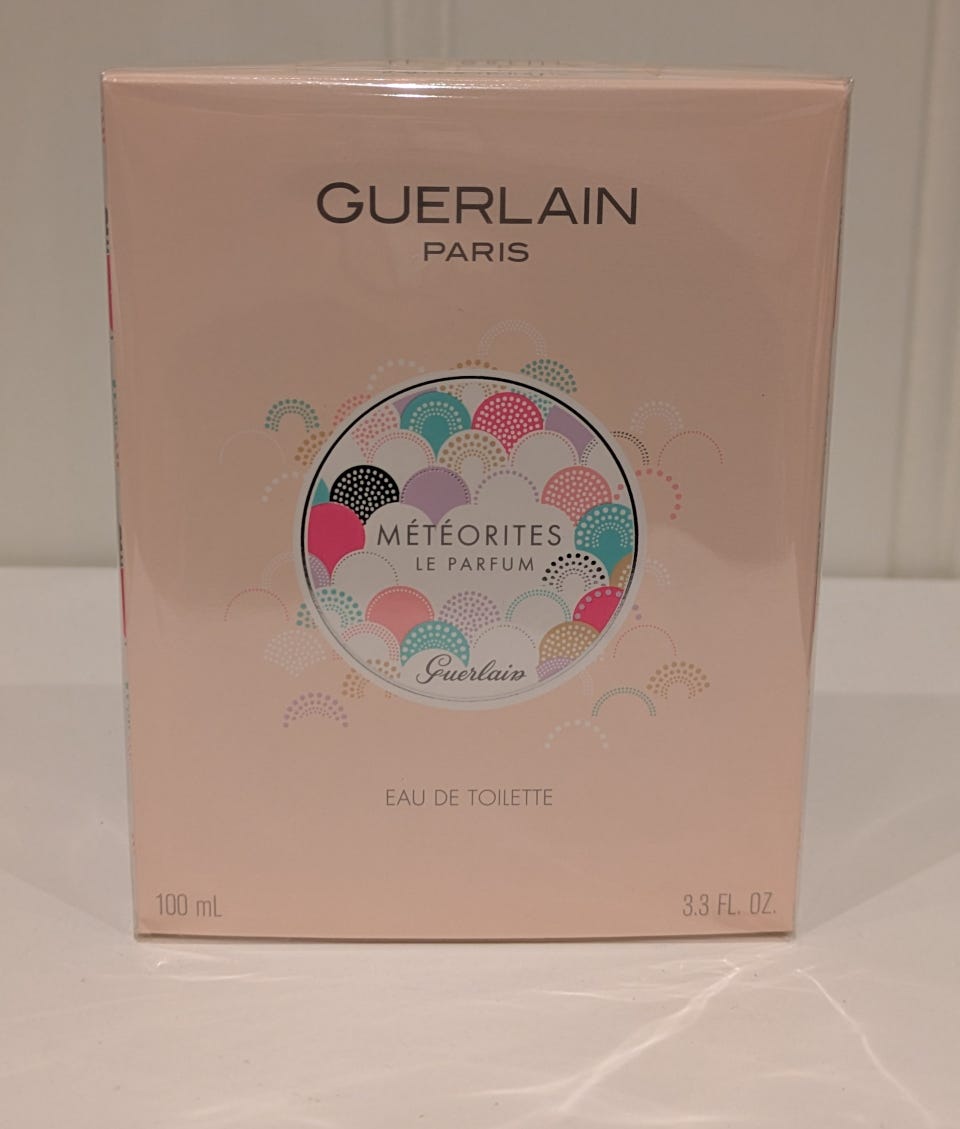 GUERLAIN
PARIS
MÉTÉORITES
LE PARFUM
Guerlain
EAU DE TOILETTE
100 mL
3.3 FL. OZ.